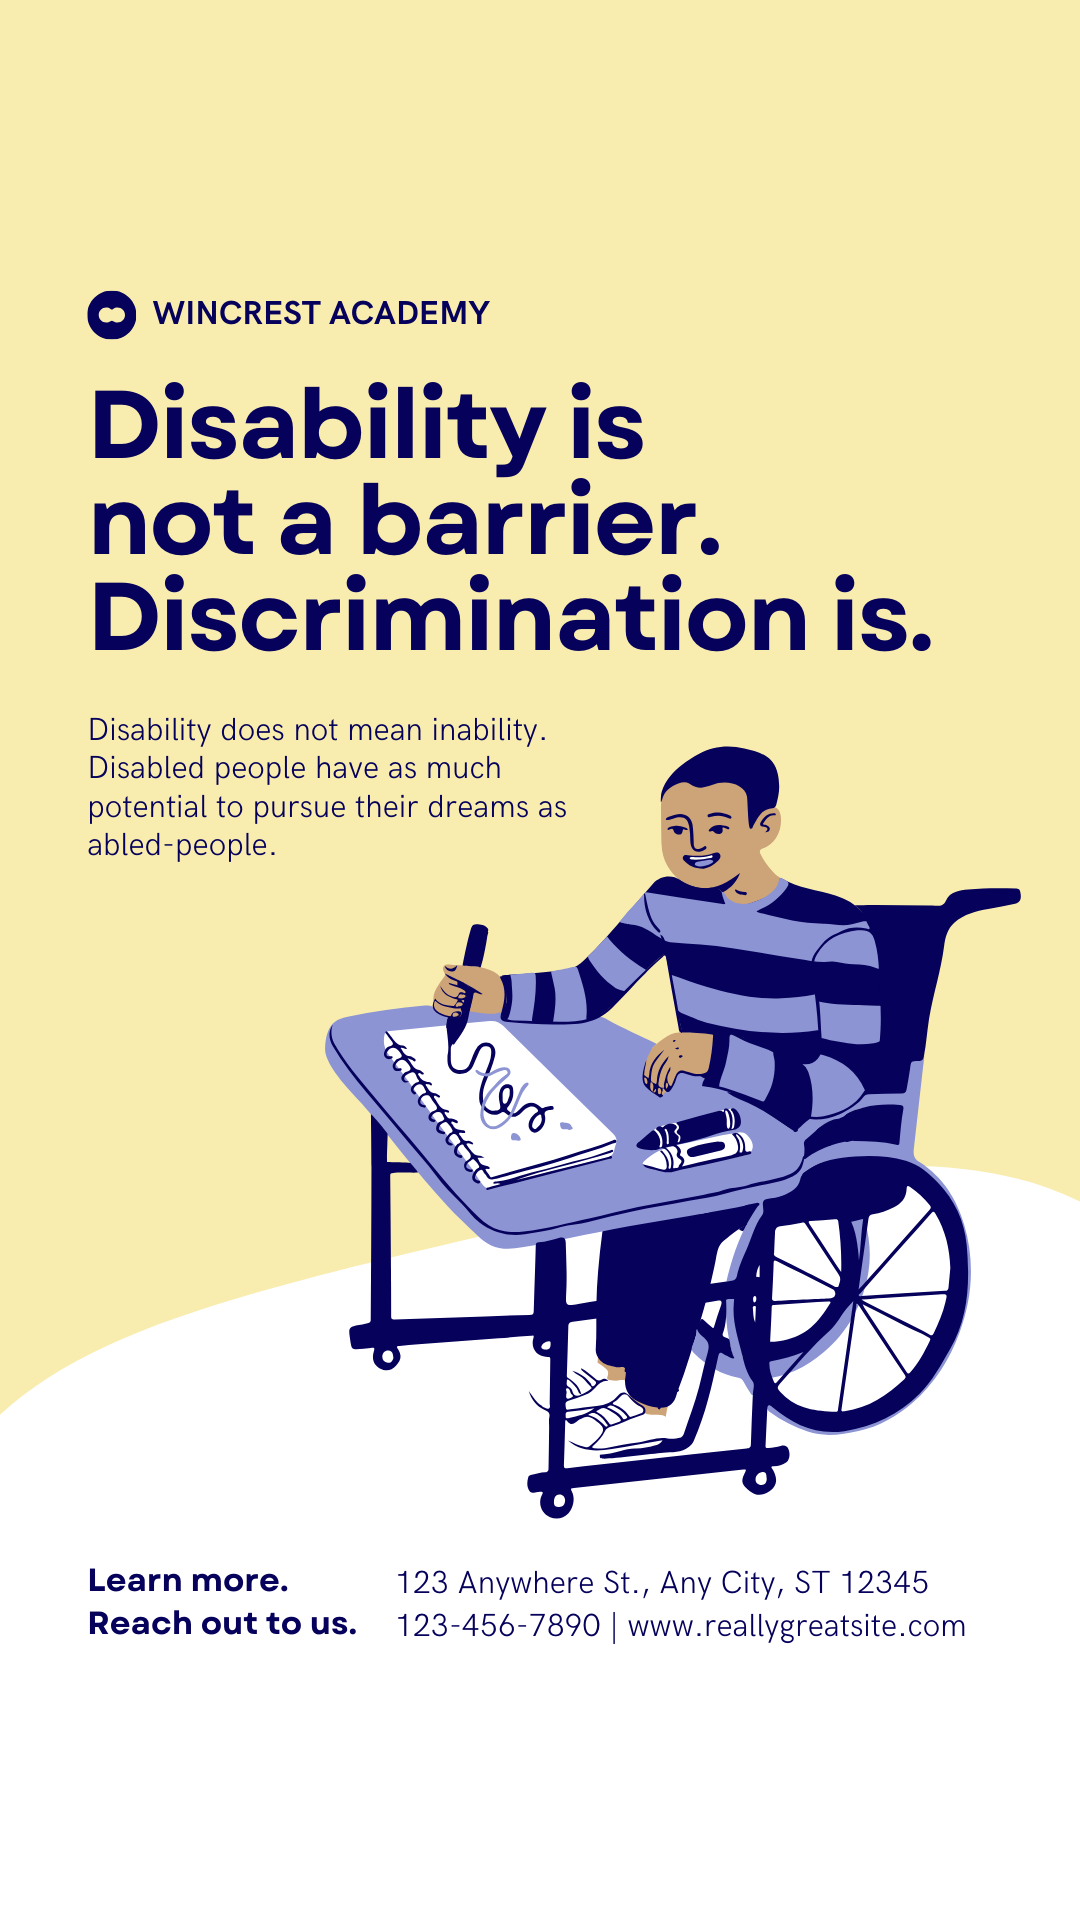 WINCREST ACADEMY
Disability is
not a barrier.
Discrimination is.
Disability does not mean inability.
Disabled people have as much
potential to pursue their dreams as
abled-people.
Learn more.
Reach out to us.
123 Anywhere St., Any City, ST 12345
123-456-7890 | www.reallygreatsite.com